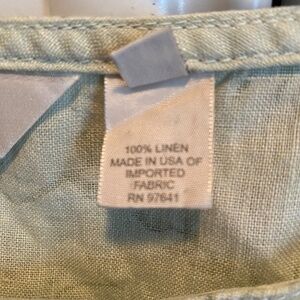 100% LINEN
MADE IN USA OF
IMPORTED
FABRIC
RN 97641